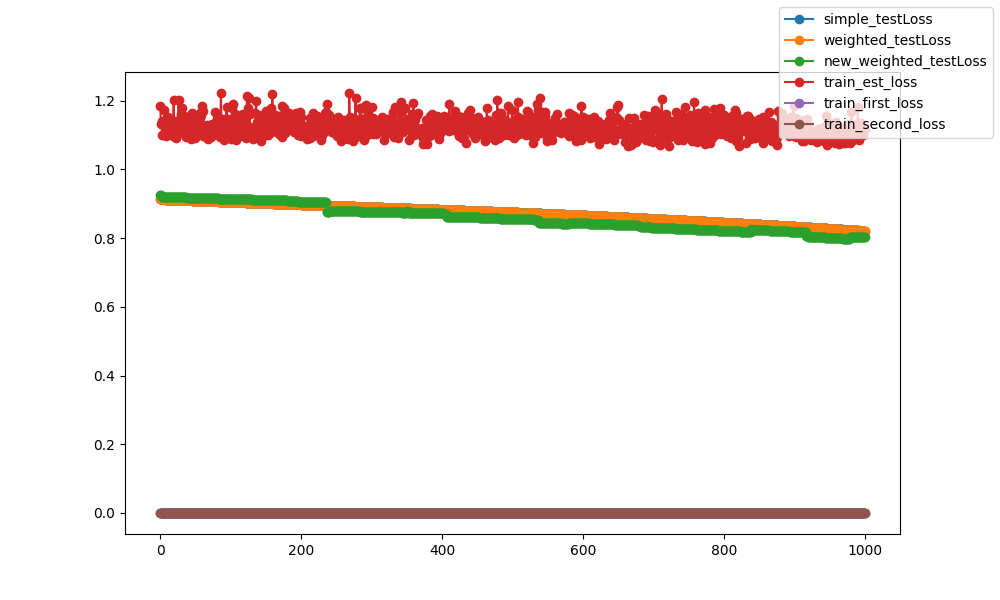 simple_testLoss
weighted_testLoss
new_weighted_testLoss
train_est_loss
train_first_loss
train_second_loss
1.2
1.0
0.8
0.6
0.4
0.2
0.0
0 200 400 600 800 1000